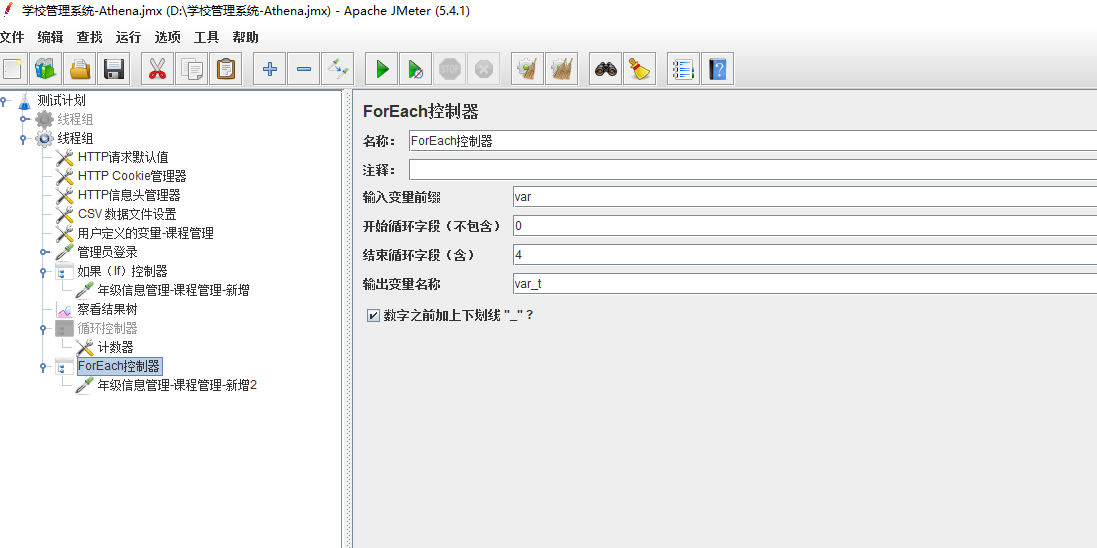 学校管理系统-Athena.jmx (D:\学校管理系统-Athena.jmx) - Apache JMeter (5.4.1)
文件 编辑 查找 运行 选项 工具 帮助
STOP
测试计划
线程组
线程组
HTTP请求默认值
HTTP Cookie管理器
HTTP信息头管理器
CSV 数据文件设置
用户定义的变量-课程管理
管理员登录
如果（If）控制器
年级信息管理-课程管理-新增
察看结果树
循环控制器
计数器
ForEach控制器
年级信息管理-课程管理-新增2
ForEach控制器
名称： ForEach控制器
注释：
输入变量前缀 var
开始循环字段（不包含） 0
结束循环字段（含） 4
输出变量名称 var_t
数字之前加上下划线 "_" ?